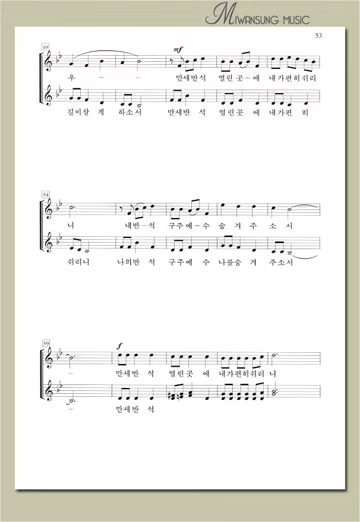 MIWANSUNG MUSIC
53
49
mf
우 - - - 만세반석 열린 곳-에 내가편히쉬리
길이살 게 하소서 만세반 석 열린곳에 내가편 히
54
니 내반-석 구주예-수 숨겨 주 소 서
쉬리니 나의반 석 구주예 수 나를숨 겨 주소서
59
f
- 만세반 석 열린곳 에 내가편히쉬리 니
- 만세반 석